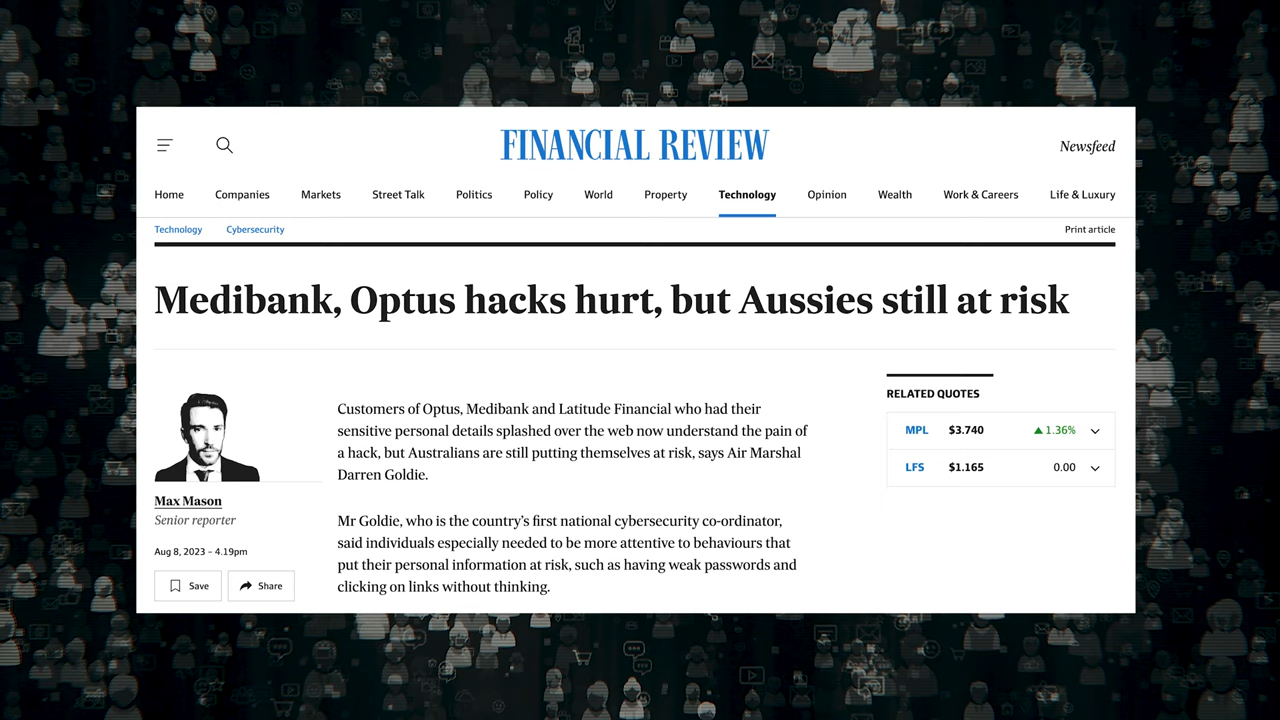 FINANCIAL REVIEW
Newsfeed
Home Companies Markets Street Talk Politics Policy World Property Technology Opinion Wealth Work & Careers Life & Luxury
Technology Cybersecurity Print article
Medibank, Optus hacks hurt, but Aussies still at risk
Max Mason
Senior reporter
Aug 8, 2023 – 4.19pm
Save Share
Customers of Optus, Medibank and Latitude Financial who had their
sensitive personal details splashed over the web now understand the pain of
a hack, but Australians are still putting themselves at risk, says Air Marshal
Darren Goldie.
Mr Goldie, who is the country's first national cybersecurity co-ordinator,
said individuals especially needed to be more attentive to behaviours that
put their personal information at risk, such as having weak passwords and
clicking on links without thinking.
RELATED QUOTES
MPL $3.740 ▲ 1.36%
LFS $1.165 0.00